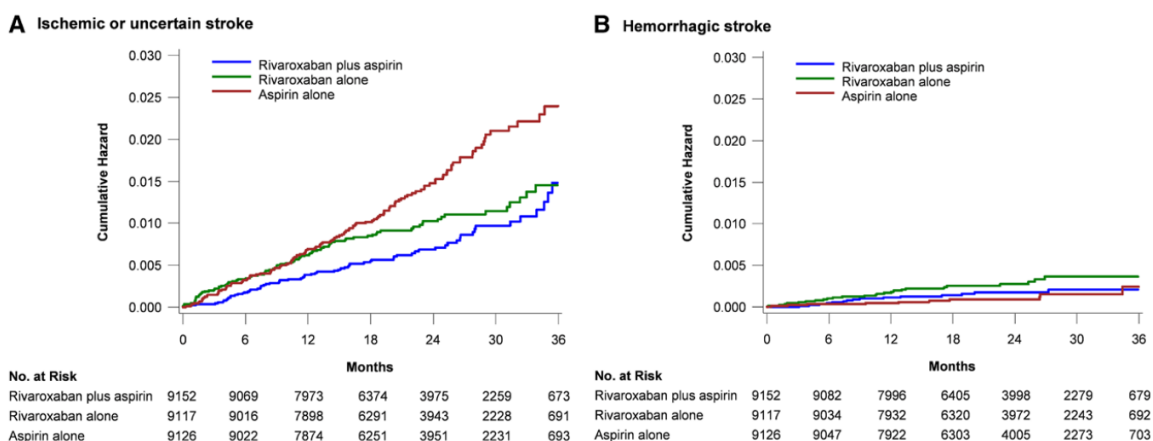 A Ischemic or uncertain stroke
0.030
0.025
0.020
0.015
0.010
0.005
0.000
Cumulative Hazard
Rivaroxaban plus aspirin
Rivaroxaban alone
Aspirin alone
0 6 12 18 24 30 36
Months
No. at Risk
Rivaroxaban plus aspirin 9152 9069 7973 6374 3975 2259 673
Rivaroxaban alone 9117 9016 7898 6291 3943 2228 691
Aspirin alone 9126 9022 7874 6251 3951 2231 693
B Hemorrhagic stroke
0.030
0.025
0.020
0.015
0.010
0.005
0.000
Cumulative Hazard
Rivaroxaban plus aspirin
Rivaroxaban alone
Aspirin alone
0 6 12 18 24 30 36
Months
No. at Risk
Rivaroxaban plus aspirin 9152 9082 7996 6405 3998 2279 679
Rivaroxaban alone 9117 9034 7932 6320 3972 2243 692
Aspirin alone 9126 9047 7922 6303 4005 2273 703